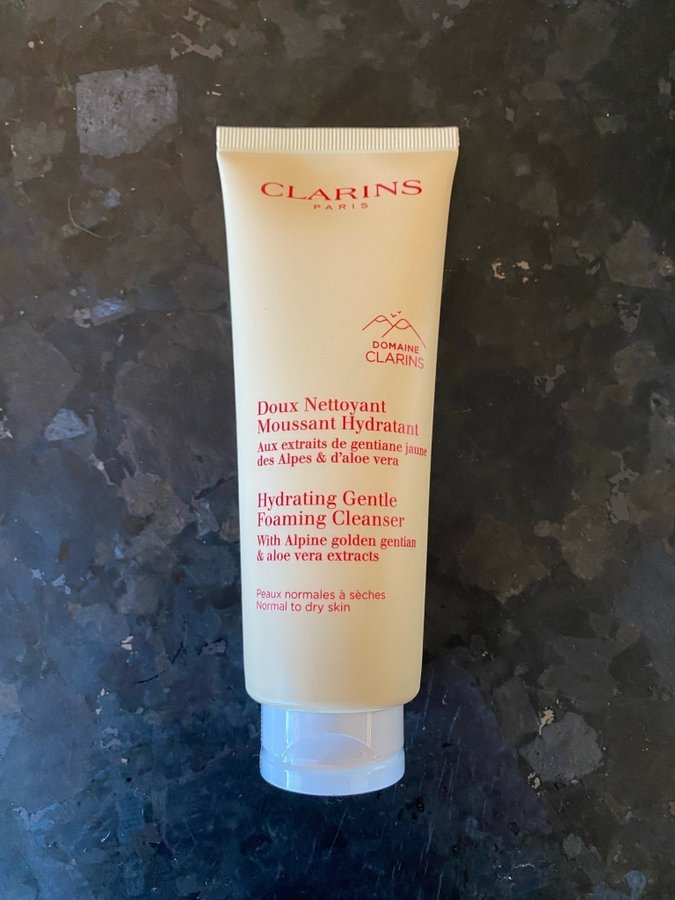 CLARINS
PARIS
DOMAINE
CLARINS
Doux Nettoyant
Moussant Hydratant
Aux extraits de gentiane jaune
des Alpes & d'aloe vera
Hydrating Gentle
Foaming Cleanser
With Alpine golden gentian
& aloe vera extracts
Peaux normales à sèches
Normal to dry skin